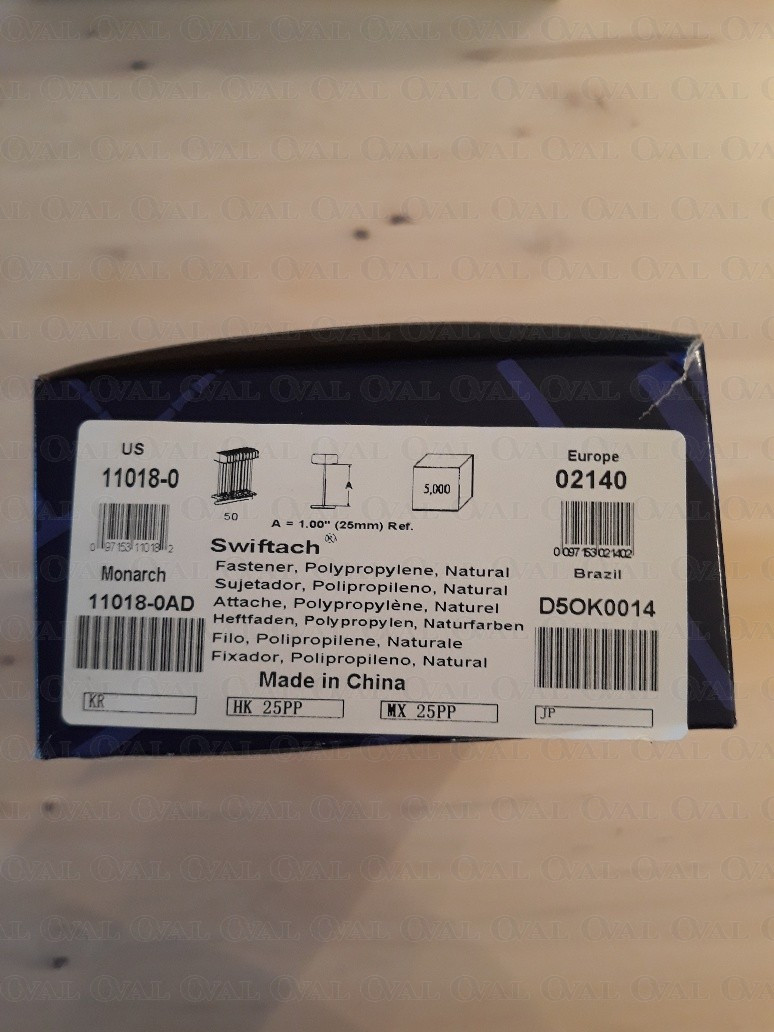 US
11018-0
0 97153 11018 2
Monarch
11018-0AD
50
A
A = 1.00" (25mm) Ref.
5,000
Europe
02140
0 097153 021402
Brazil
D5OK0014
Swiftach®
Fastener, Polypropylene, Natural
Sujetador, Polipropileno, Natural
Attache, Polypropylène, Naturel
Heftfaden, Polypropylen, Naturfarben
Filo, Polipropilene, Naturale
Fixador, Polipropileno, Natural
Made in China
KR
HK 25PP
MX 25PP
JP
OVAL